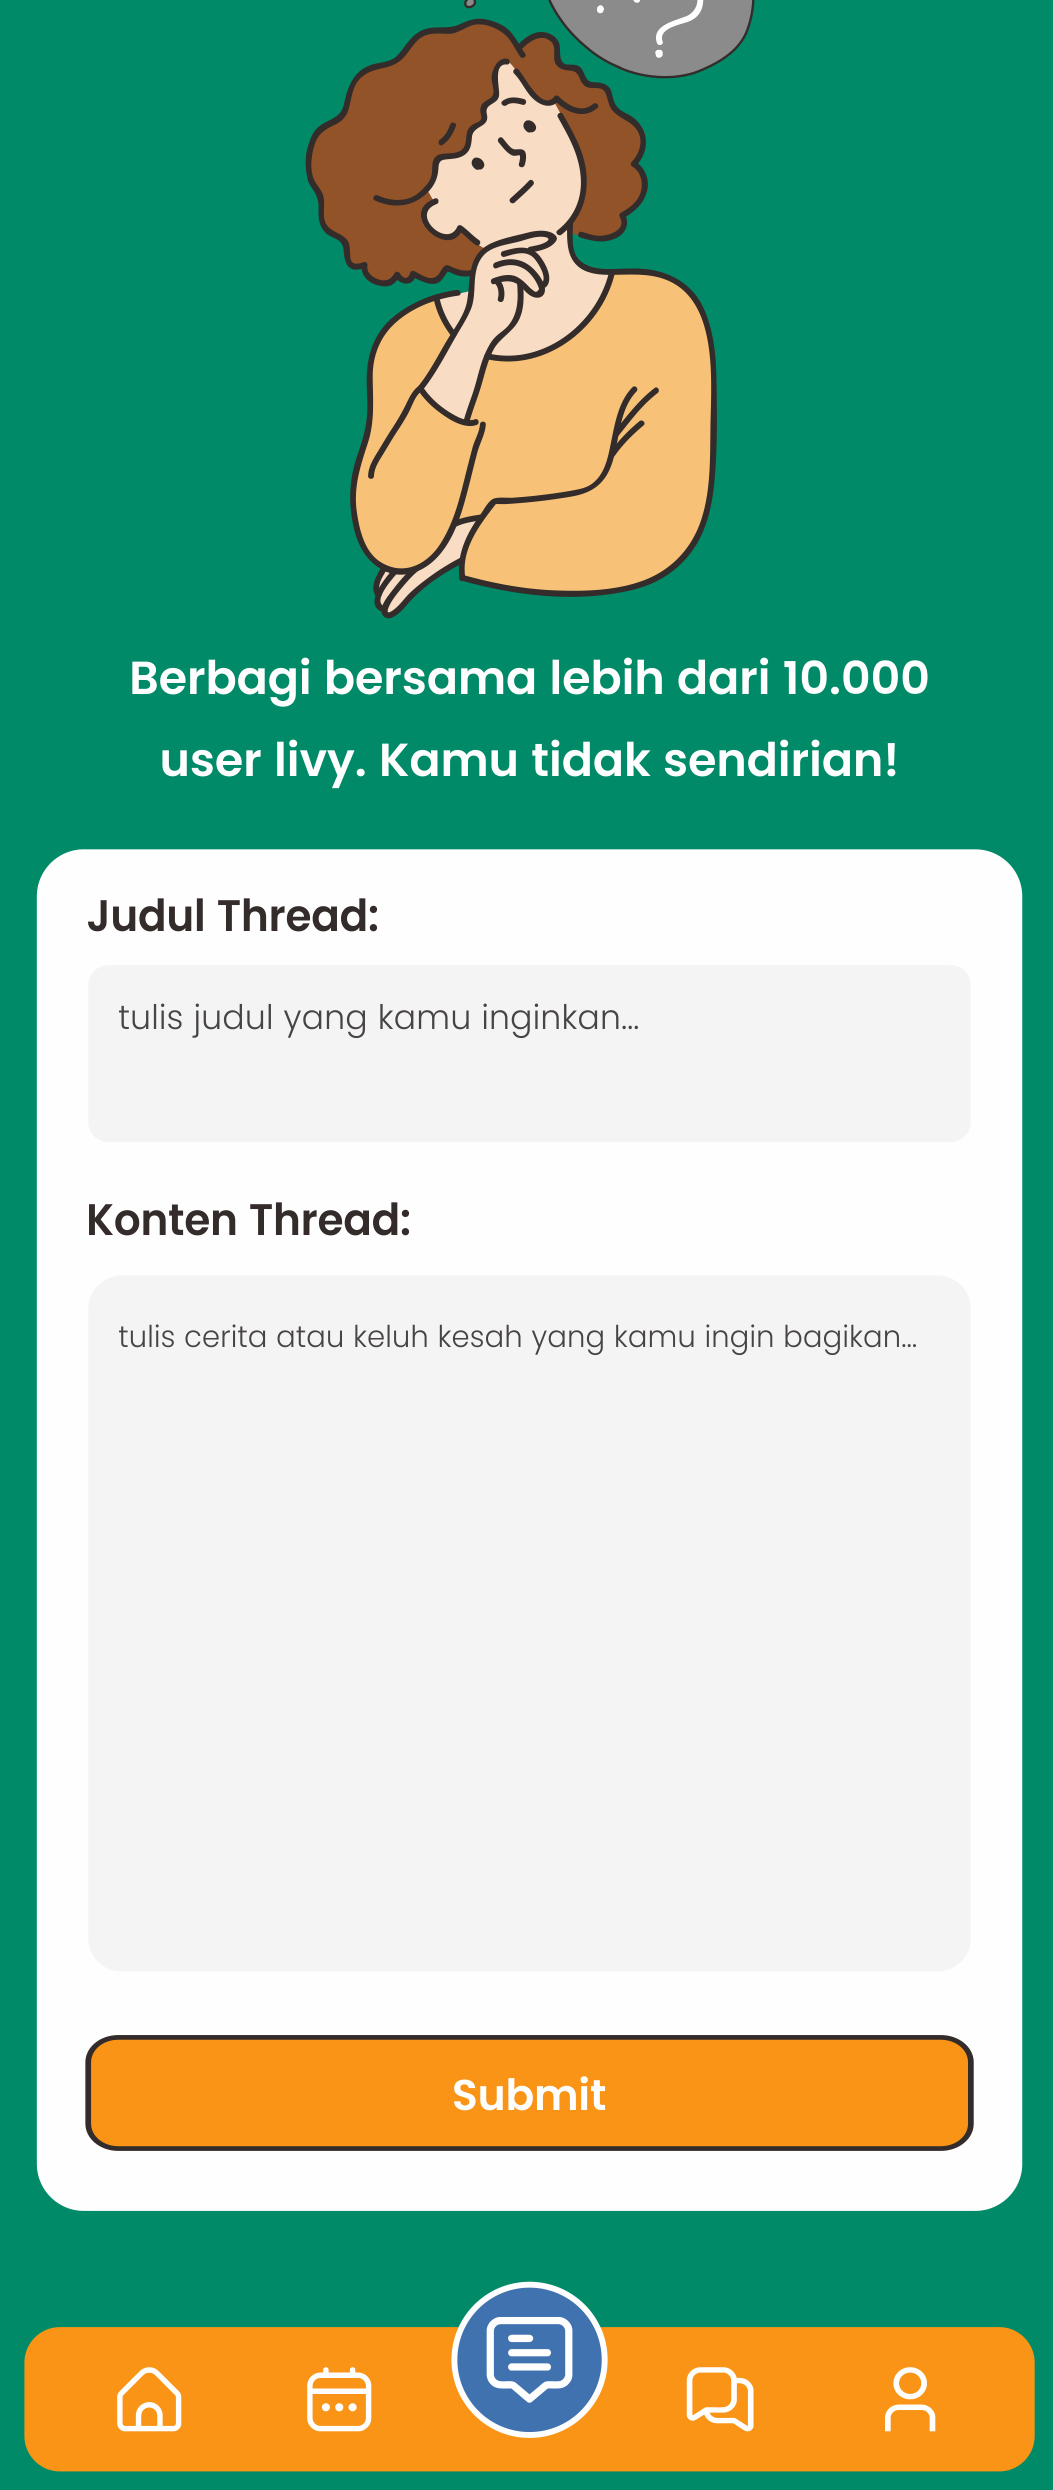 ?
Berbagi bersama lebih dari 10.000
user livy. Kamu tidak sendirian!
Judul Thread:
tulis judul yang kamu inginkan...
Konten Thread:
tulis cerita atau keluh kesah yang kamu ingin bagikan...
Submit